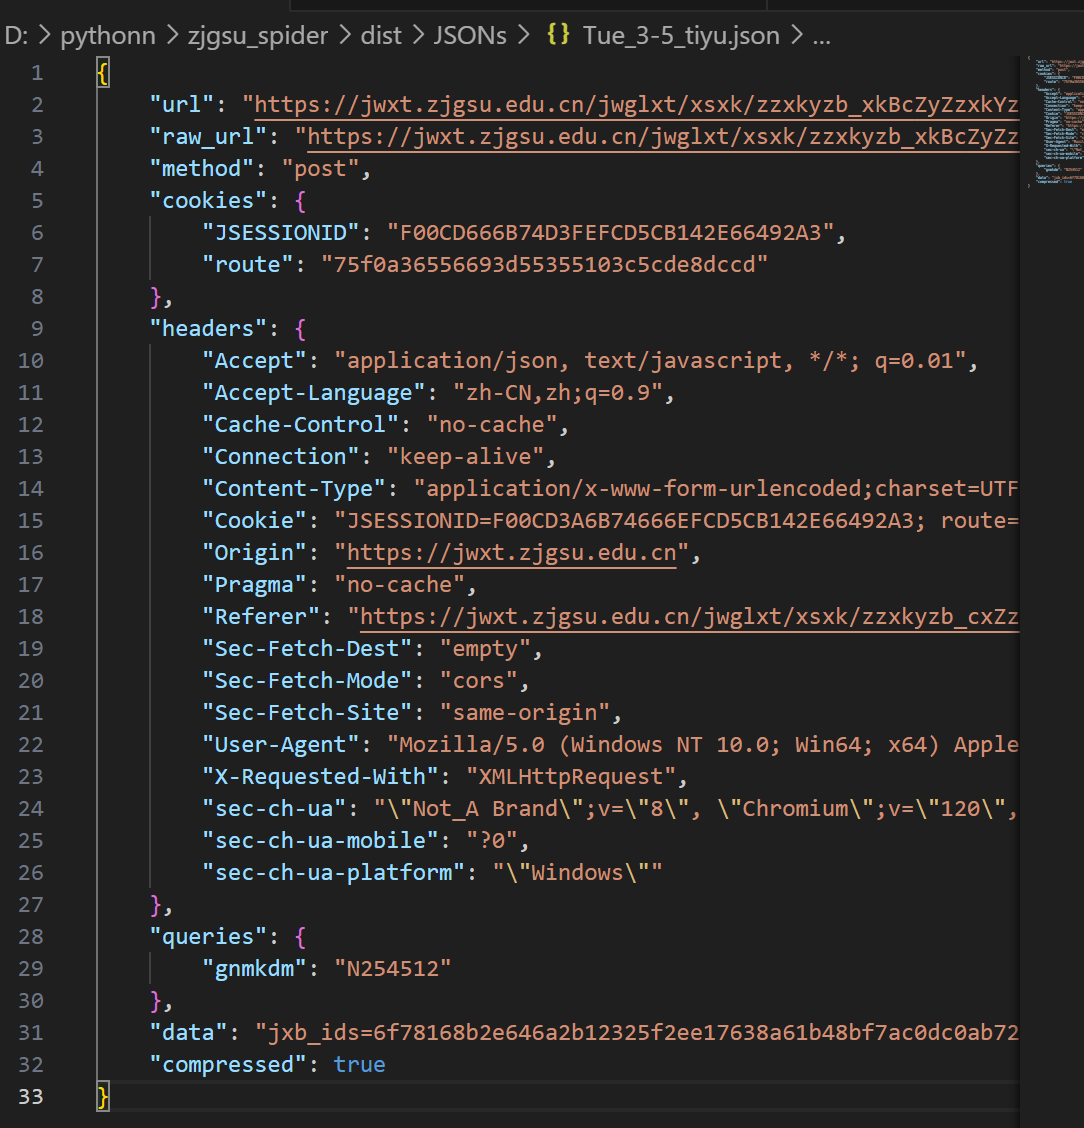 D: > pythonn > zjgsu_spider > dist > JSONs > {} Tue_3-5_tiyu.json > ...
1 {
2 "url": "https://jwxt.zjgsu.edu.cn/jwglxt/xsxk/zzxkyzb_xkBcZyZzxkYz
3 "raw_url": "https://jwxt.zjgsu.edu.cn/jwglxt/xsxk/zzxkyzb_xkBcZyZz
4 "method": "post",
5 "cookies": {
6 "JSESSIONID": "F00CD666B74D3FEFCD5CB142E66492A3",
7 "route": "75f0a36556693d55355103c5cde8dccd"
8 },
9 "headers": {
10 "Accept": "application/json, text/javascript, */*; q=0.01",
11 "Accept-Language": "zh-CN,zh;q=0.9",
12 "Cache-Control": "no-cache",
13 "Connection": "keep-alive",
14 "Content-Type": "application/x-www-form-urlencoded;charset=UTF
15 "Cookie": "JSESSIONID=F00CD3A6B74666EFCD5CB142E66492A3; route=
16 "Origin": "https://jwxt.zjgsu.edu.cn",
17 "Pragma": "no-cache",
18 "Referer": "https://jwxt.zjgsu.edu.cn/jwglxt/xsxk/zzxkyzb_cxZz
19 "Sec-Fetch-Dest": "empty",
20 "Sec-Fetch-Mode": "cors",
21 "Sec-Fetch-Site": "same-origin",
22 "User-Agent": "Mozilla/5.0 (Windows NT 10.0; Win64; x64) Apple
23 "X-Requested-With": "XMLHttpRequest",
24 "sec-ch-ua": "\"Not_A Brand\";v=\"8\", \"Chromium\";v=\"120\",
25 "sec-ch-ua-mobile": "?0",
26 "sec-ch-ua-platform": "\"Windows\""
27 },
28 "queries": {
29 "gnmkdm": "N254512"
30 },
31 "data": "jxb_ids=6f78168b2e646a2b12325f2ee17638a61b48bf7ac0dc0ab72
32 "compressed": true
33 }